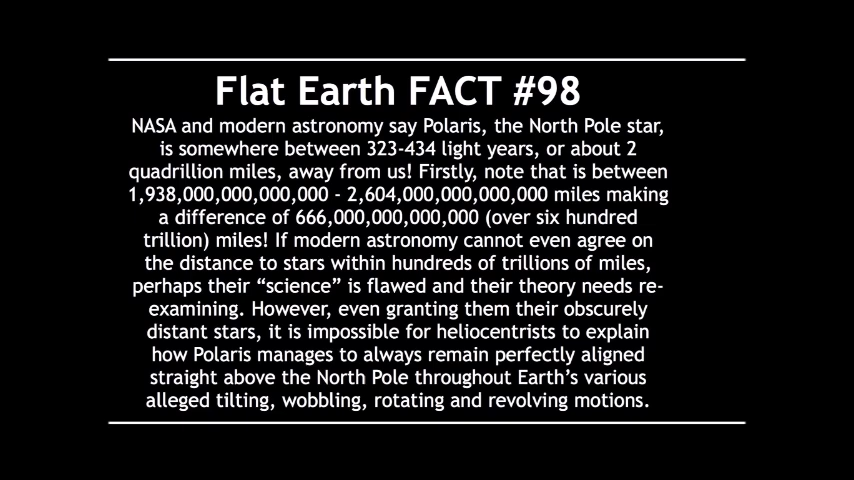 Flat Earth FACT #98
NASA and modern astronomy say Polaris, the North Pole star,
is somewhere between 323-434 light years, or about 2
quadrillion miles, away from us! Firstly, note that is between
1,938,000,000,000,000 - 2,604,000,000,000,000 miles making
a difference of 666,000,000,000,000 (over six hundred
trillion) miles! If modern astronomy cannot even agree on
the distance to stars within hundreds of trillions of miles,
perhaps their “science” is flawed and their theory needs re-
examining. However, even granting them their obscurely
distant stars, it is impossible for heliocentrists to explain
how Polaris manages to always remain perfectly aligned
straight above the North Pole throughout Earth’s various
alleged tilting, wobbling, rotating and revolving motions.